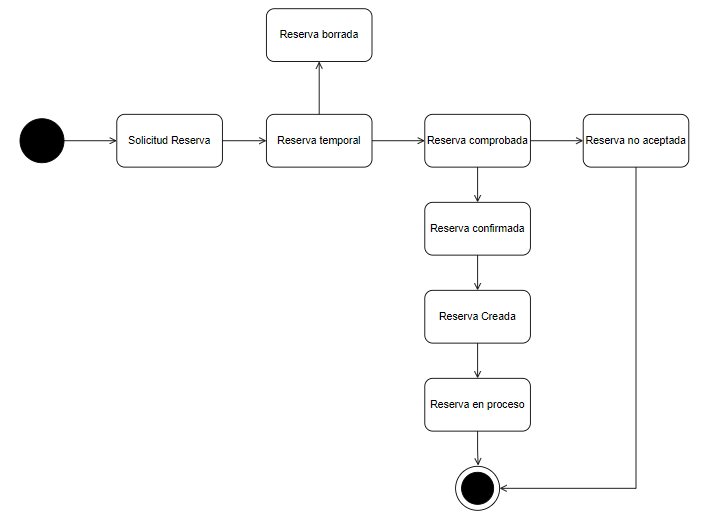 Reserva borrada
Solicitud Reserva
Reserva temporal
Reserva comprobada
Reserva no aceptada
Reserva confirmada
Reserva Creada
Reserva en proceso